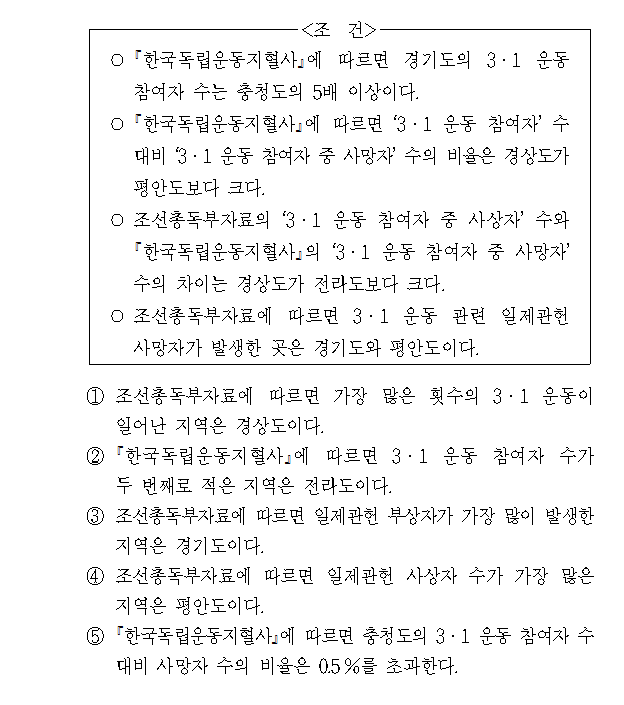 <조 건>
○ 『한국독립운동지혈사』에 따르면 경기도의 3·1 운동
참여자 수는 충청도의 5배 이상이다.
○ 『한국독립운동지혈사』에 따르면 ‘3·1 운동 참여자’ 수
대비 ‘3·1 운동 참여자 중 사망자’ 수의 비율은 경상도가
평안도보다 크다.
○ 조선총독부자료의 ‘3·1 운동 참여자 중 사상자’ 수와
『한국독립운동지혈사』의 ‘3·1 운동 참여자 중 사망자’
수의 차이는 경상도가 전라도보다 크다.
○ 조선총독부자료에 따르면 3·1 운동 관련 일제관헌
사망자가 발생한 곳은 경기도와 평안도이다.
① 조선총독부자료에 따르면 가장 많은 횟수의 3·1 운동이
일어난 지역은 경상도이다.
② 『한국독립운동지혈사』에 따르면 3·1 운동 참여자 수가
두 번째로 적은 지역은 전라도이다.
③ 조선총독부자료에 따르면 일제관헌 부상자가 가장 많이 발생한
지역은 경기도이다.
④ 조선총독부자료에 따르면 일제관헌 사상자 수가 가장 많은
지역은 평안도이다.
⑤ 『한국독립운동지혈사』에 따르면 충청도의 3·1 운동 참여자 수
대비 사망자 수의 비율은 0.5%를 초과한다.